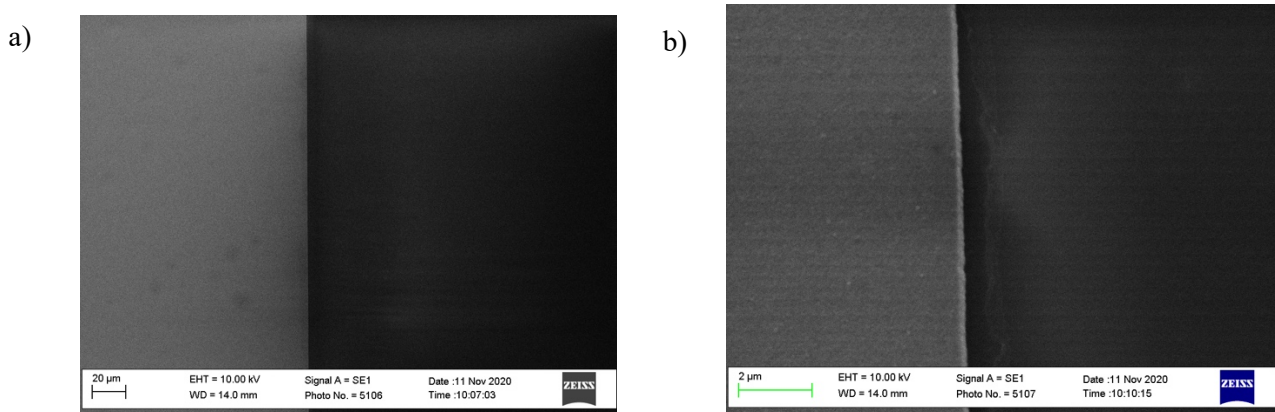 a)
b)
20 µm
EHT = 10.00 kV
Signal A = SE1
Date :11 Nov 2020
WD = 14.0 mm
Photo No. = 5106
Time :10:07:03
ZEISS
2 µm
EHT = 10.00 kV
Signal A = SE1
Date :11 Nov 2020
WD = 14.0 mm
Photo No. = 5107
Time :10:10:15
ZEISS